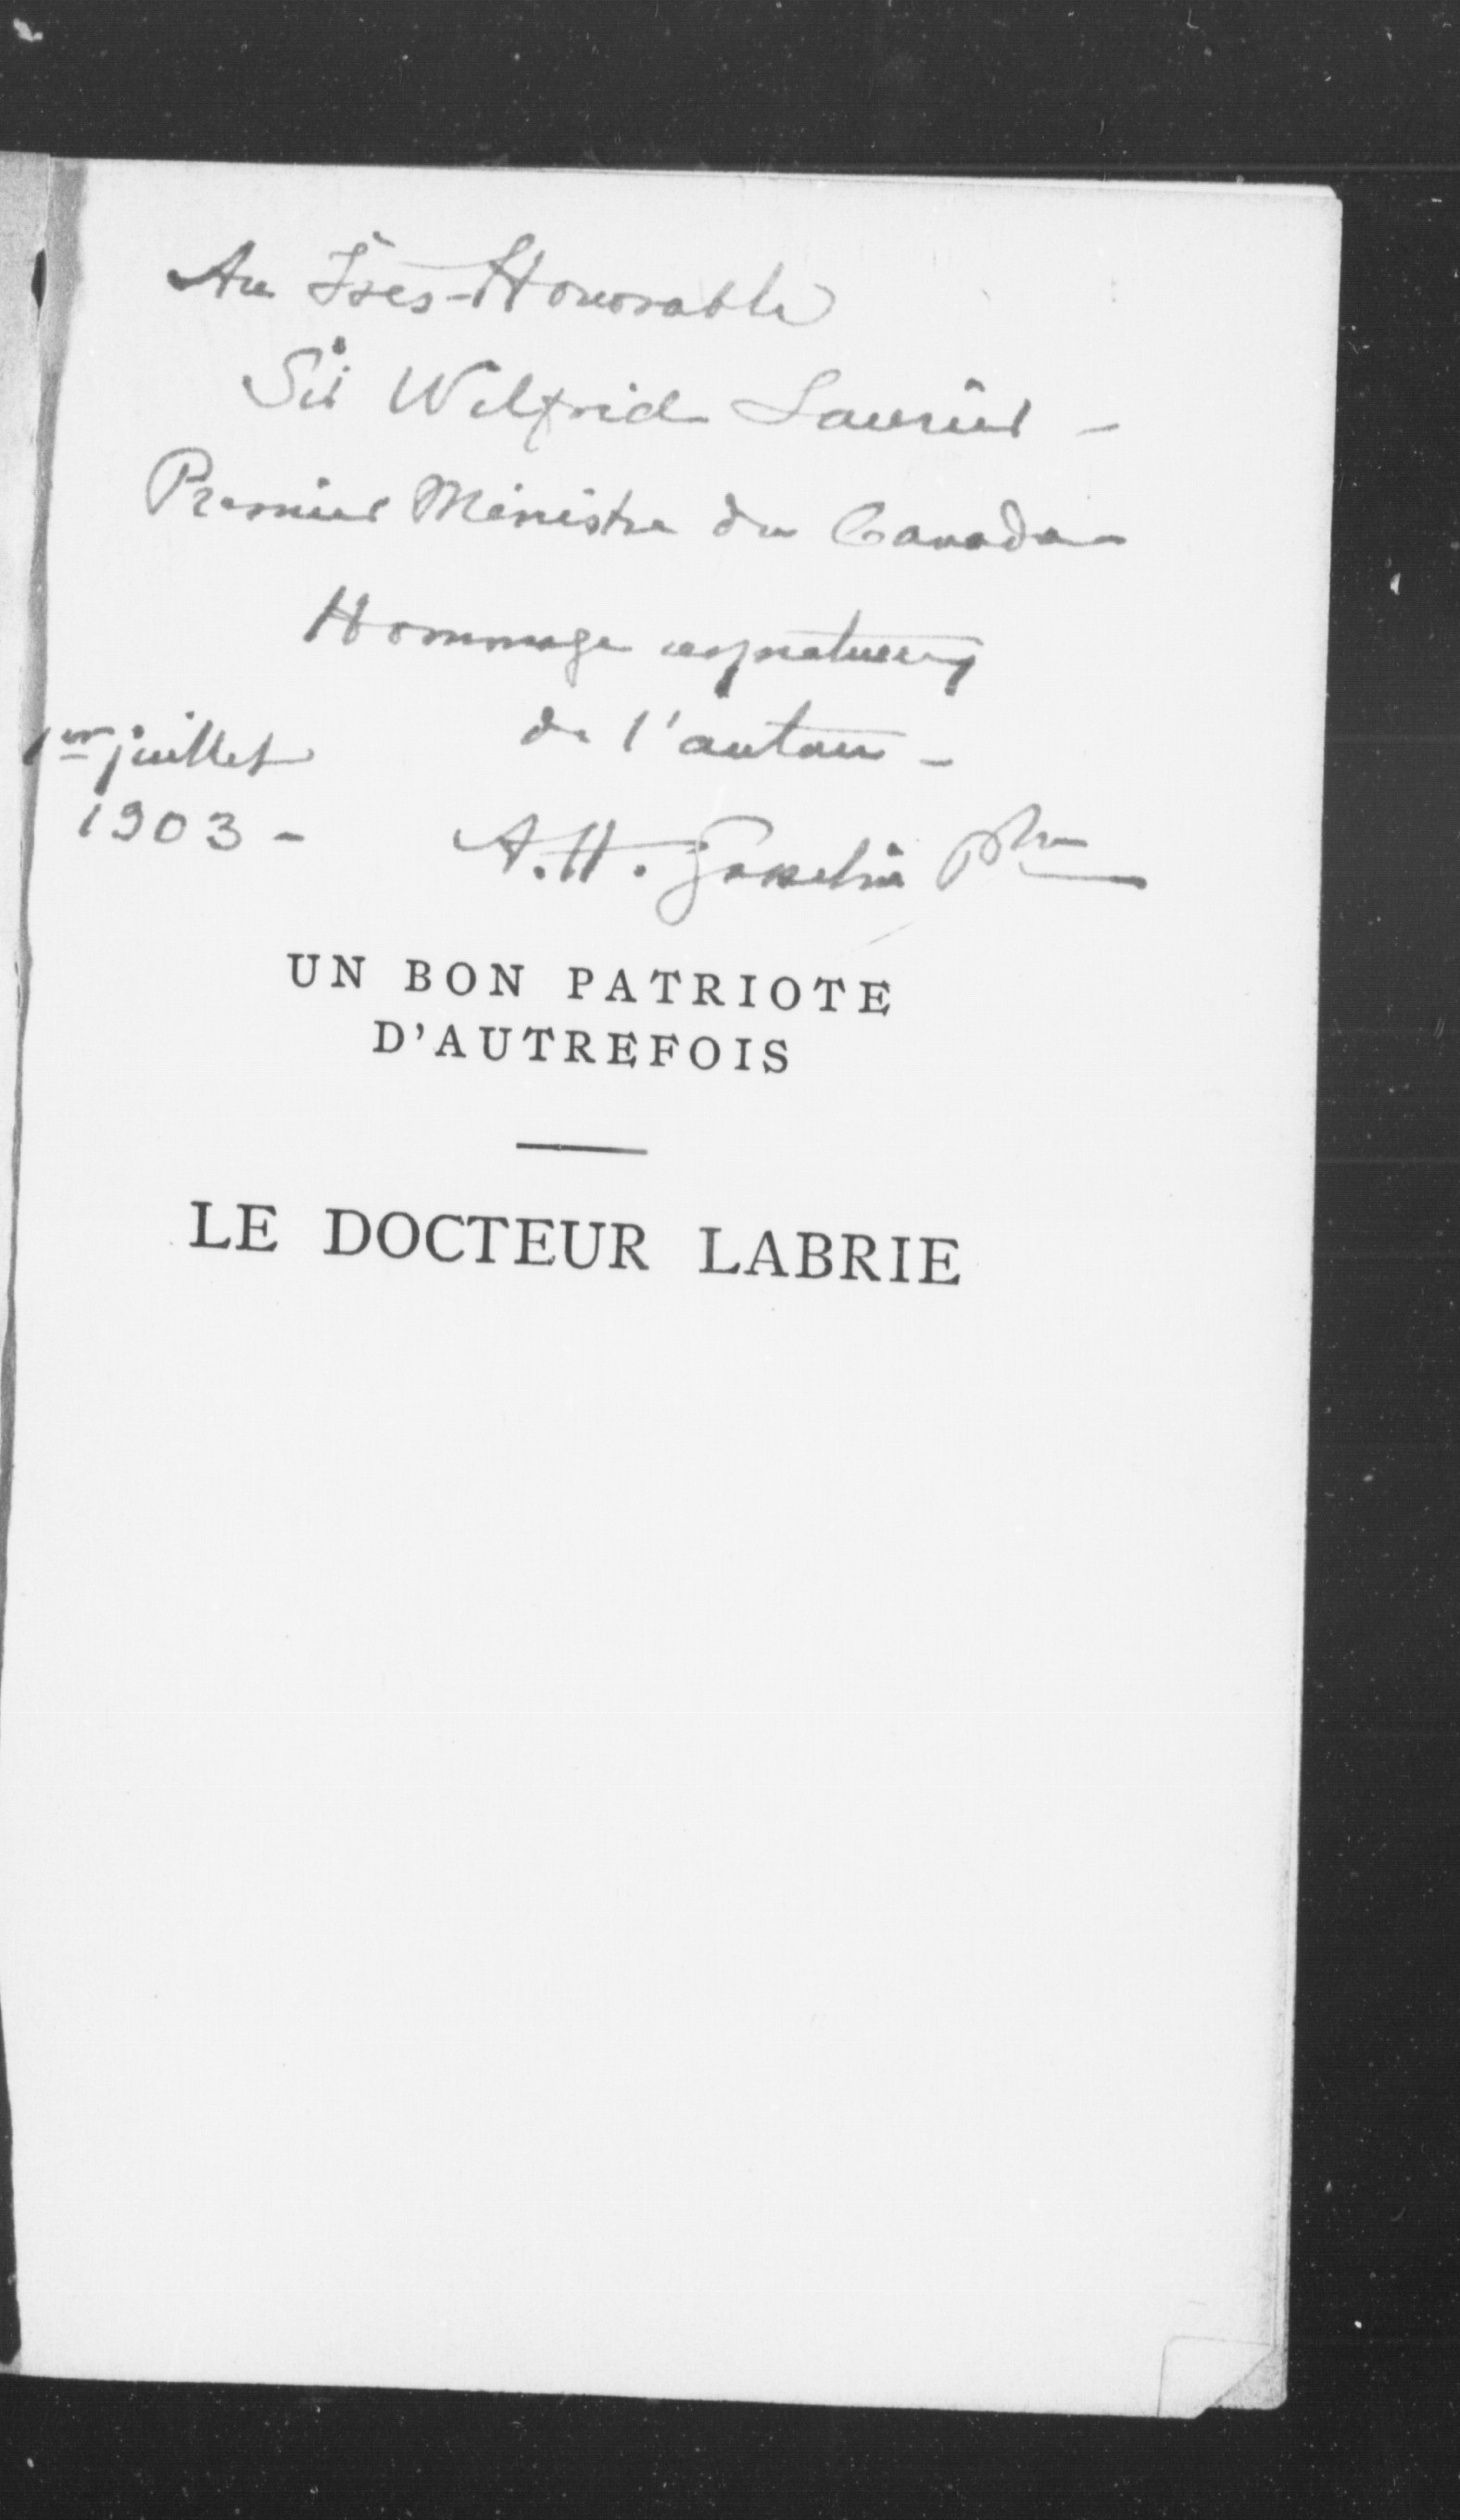 Au Très-Honorable
Sir Wilfrid Laurier -
Premier Ministre du Canada
Hommage respectueux
de l'auteur -
1er juillet
1903 -
A. H. Gosselin Ptre
UN BON PATRIOTE
D'AUTREFOIS
LE DOCTEUR LABRIE